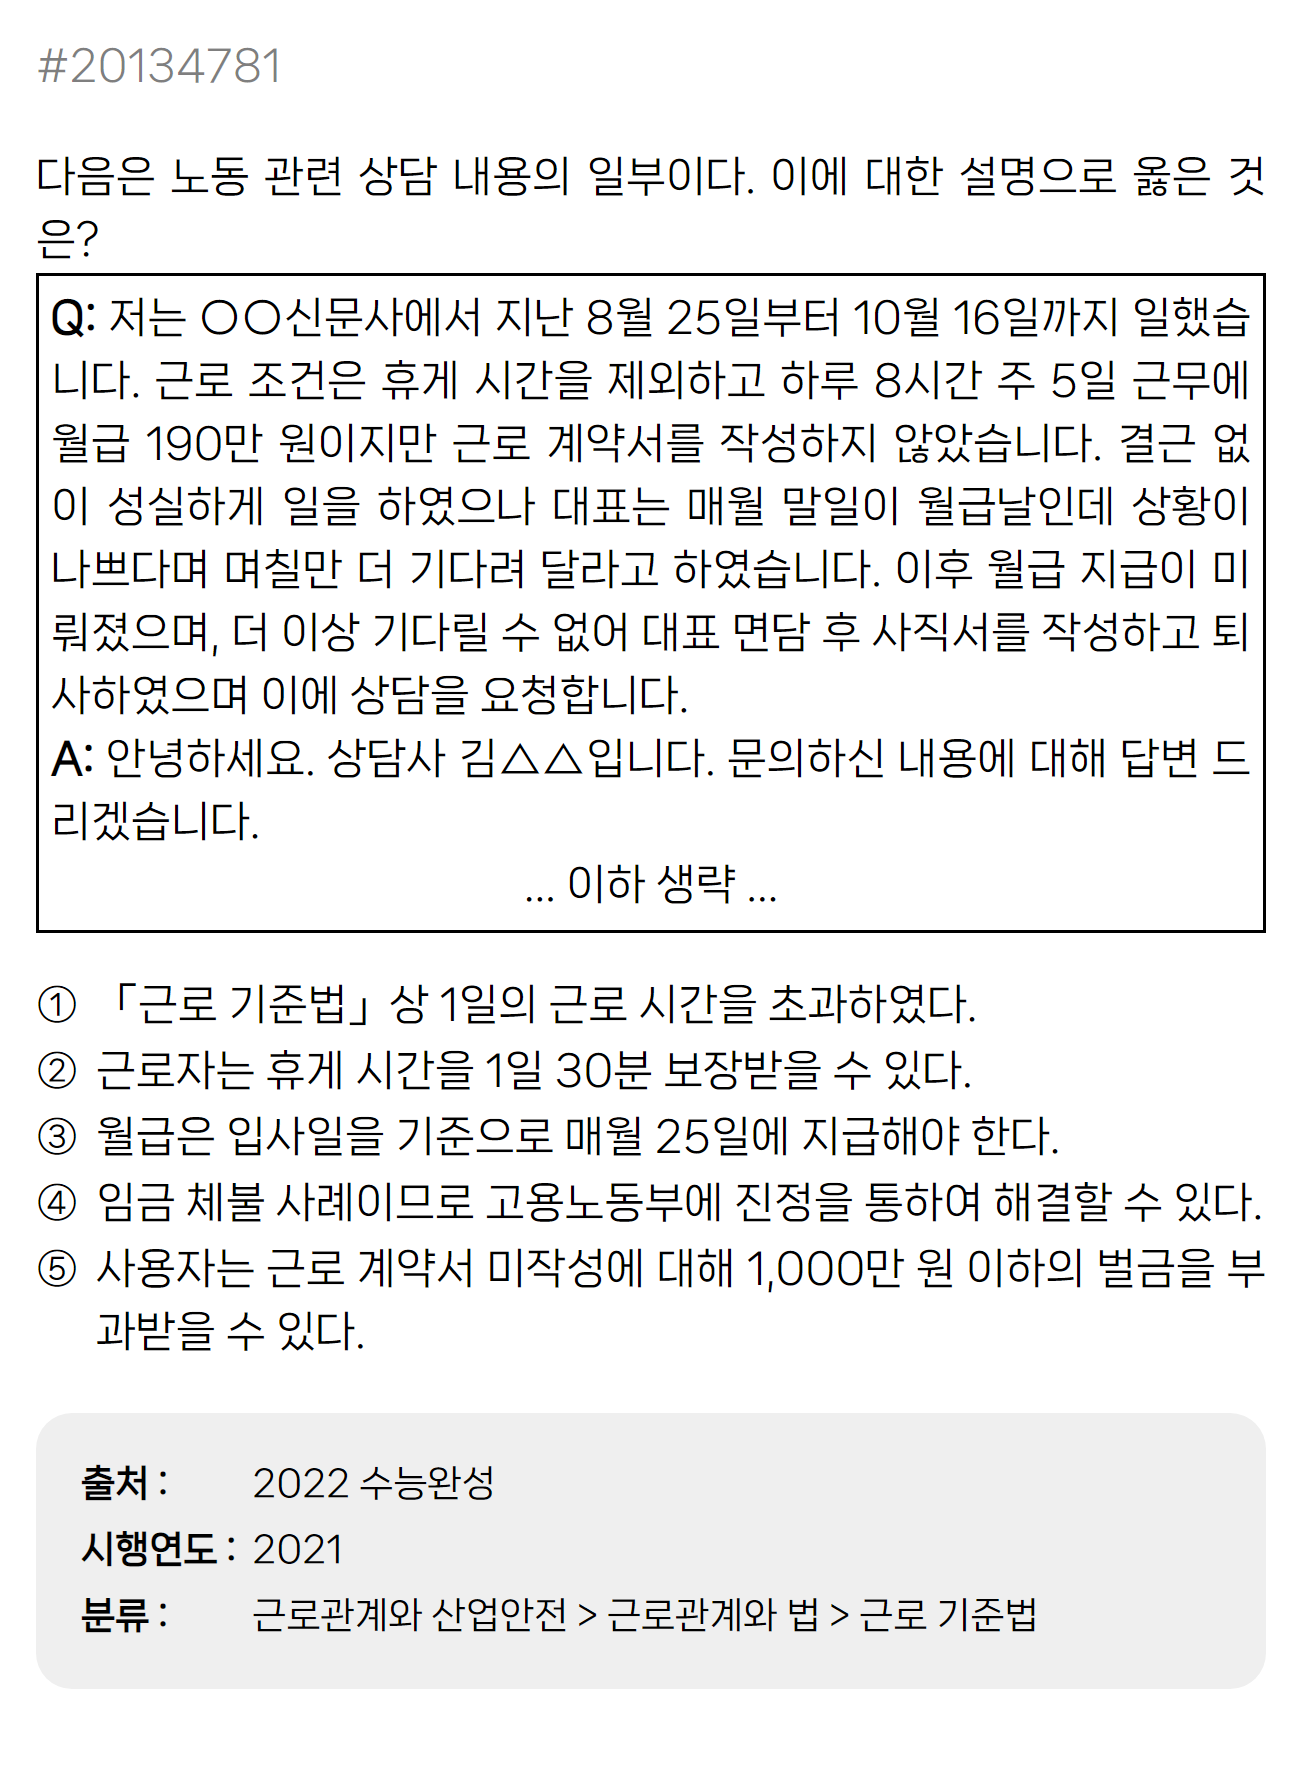 #20134781
다음은 노동 관련 상담 내용의 일부이다. 이에 대한 설명으로 옳은 것
은?
Q: 저는 ○○신문사에서 지난 8월 25일부터 10월 16일까지 일했습
니다. 근로 조건은 휴게 시간을 제외하고 하루 8시간 주 5일 근무에
월급 190만 원이지만 근로 계약서를 작성하지 않았습니다. 결근 없
이 성실하게 일을 하였으나 대표는 매월 말일이 월급날인데 상황이
나쁘다며 며칠만 더 기다려 달라고 하였습니다. 이후 월급 지급이 미
뤄졌으며, 더 이상 기다릴 수 없어 대표 면담 후 사직서를 작성하고 퇴
사하였으며 이에 상담을 요청합니다.
A: 안녕하세요. 상담사 김△△입니다. 문의하신 내용에 대해 답변 드
리겠습니다.
... 이하 생략 ...
① 「근로 기준법」상 1일의 근로 시간을 초과하였다.
② 근로자는 휴게 시간을 1일 30분 보장받을 수 있다.
③ 월급은 입사일을 기준으로 매월 25일에 지급해야 한다.
④ 임금 체불 사례이므로 고용노동부에 진정을 통하여 해결할 수 있다.
⑤ 사용자는 근로 계약서 미작성에 대해 1,000만 원 이하의 벌금을 부
과받을 수 있다.
출처 : 2022 수능완성
시행연도 : 2021
분류 : 근로관계와 산업안전 > 근로관계와 법 > 근로 기준법